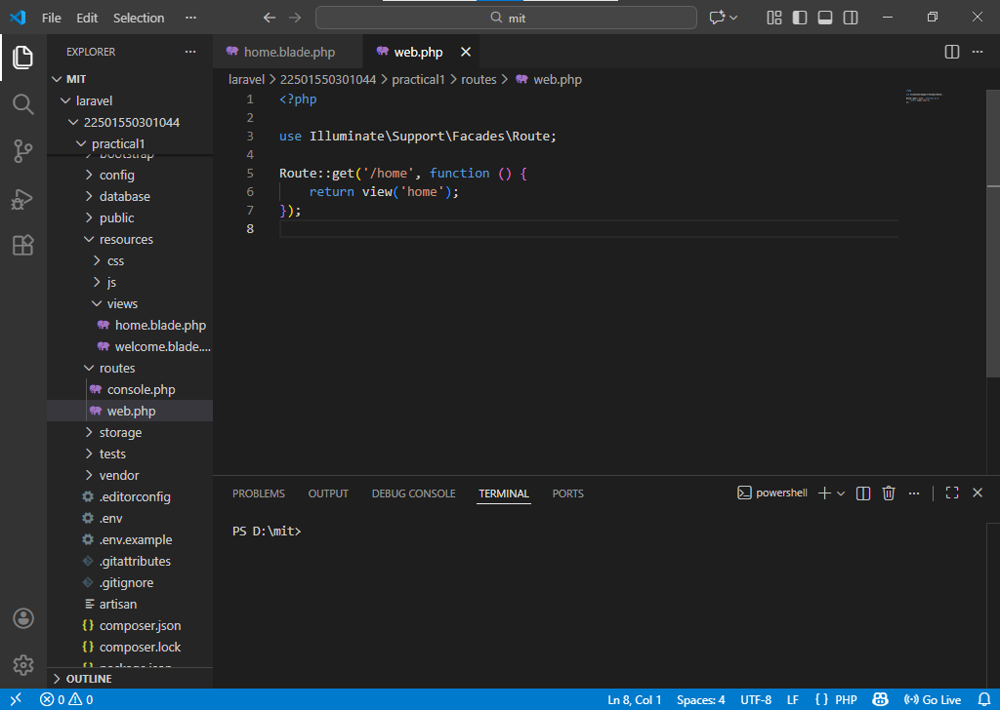 File Edit Selection ··· mit
EXPLORER ···
MIT
laravel
22501550301044
practical1
bootstrap
config
database
public
resources
css
js
views
home.blade.php
welcome.blade....
routes
console.php
web.php
storage
tests
vendor
.editorconfig
.env
.env.example
.gitattributes
.gitignore
artisan
composer.json
composer.lock
package.json
OUTLINE
home.blade.php web.php
laravel > 22501550301044 > practical1 > routes > web.php
1 <?php
2
3 use Illuminate\Support\Facades\Route;
4
5 Route::get('/home', function () {
6 return view('home');
7 });
8
PROBLEMS OUTPUT DEBUG CONSOLE TERMINAL PORTS powershell
PS D:\mit>
0 0 Ln 8, Col 1 Spaces: 4 UTF-8 LF { } PHP Go Live